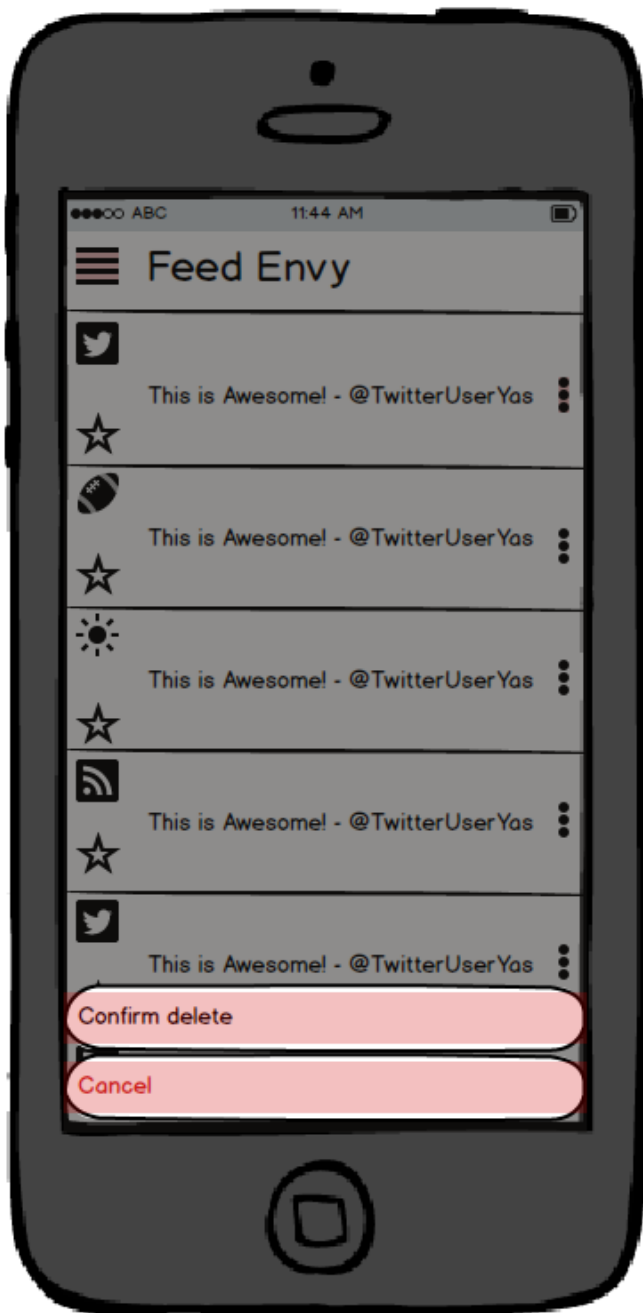 ABC 11:44 AM
Feed Envy
This is Awesome! - @TwitterUserYas
This is Awesome! - @TwitterUserYas
This is Awesome! - @TwitterUserYas
This is Awesome! - @TwitterUserYas
This is Awesome! - @TwitterUserYas
Confirm delete
Cancel